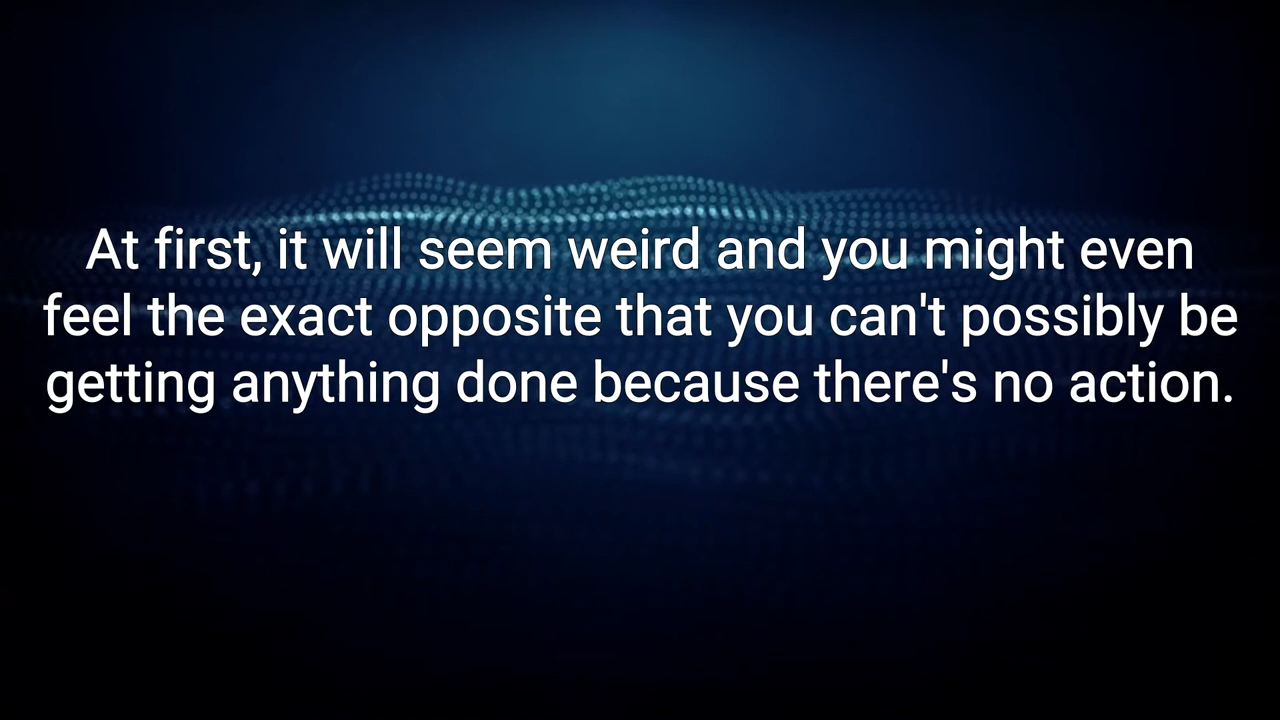 At first, it will seem weird and you might even
feel the exact opposite that you can't possibly be
getting anything done because there's no action.